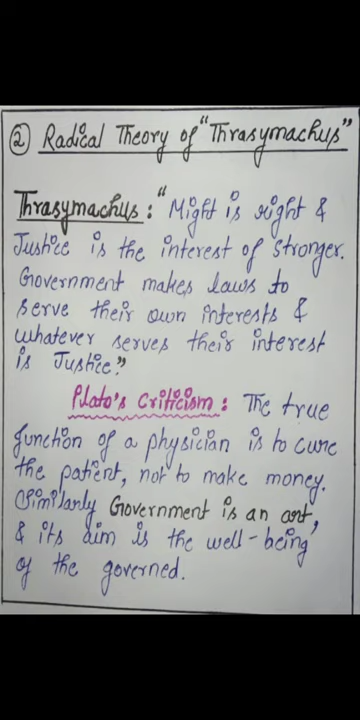 ② Radical Theory of "Thrasymachus"
Thrasymachus: "Might is right &
Justice is the interest of stronger.
Government makes laws to
serve their own interests &
whatever serves their interest
is Justice."
Plato's Criticism: The true
function of a physician is to cure
the patient, not to make money.
Similarly Government is an art,
& its aim is the well-being
of the governed.